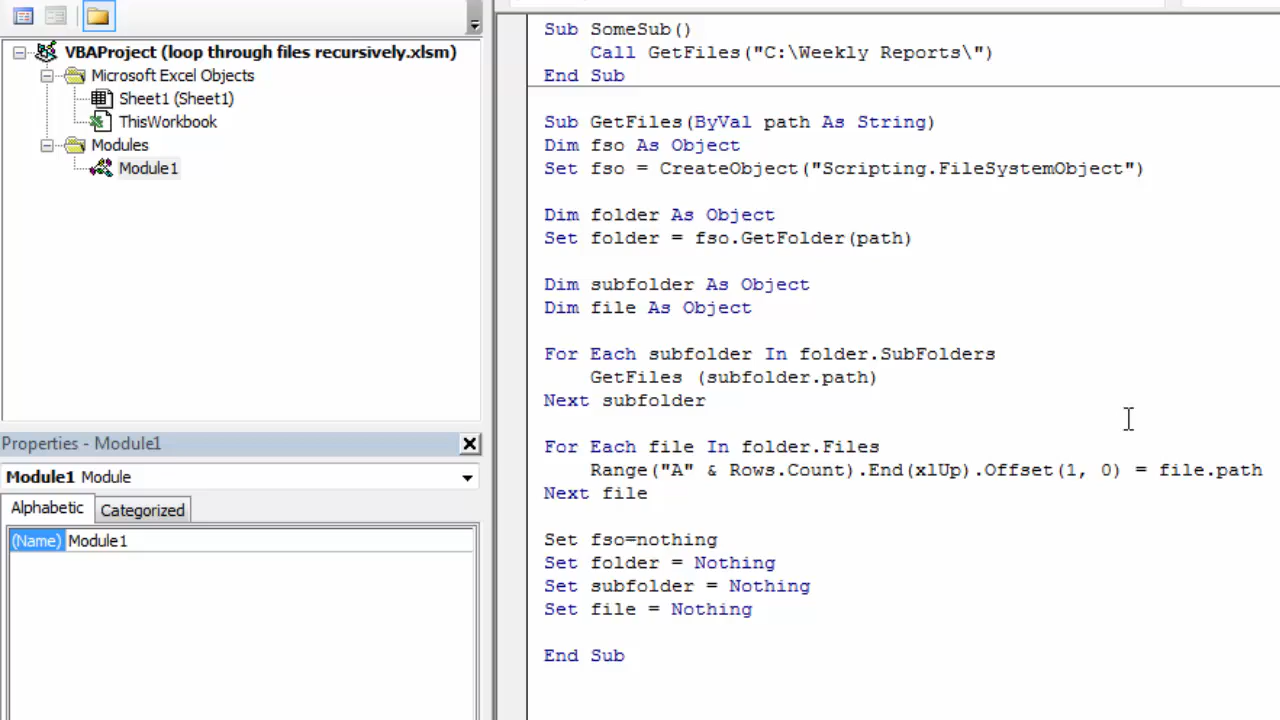 VBAProject (loop through files recursively.xlsm)
Microsoft Excel Objects
Sheet1 (Sheet1)
ThisWorkbook
Modules
Module1
Properties - Module1
Module1 Module
Alphabetic Categorized
(Name) Module1
Sub SomeSub()
Call GetFiles("C:\Weekly Reports\")
End Sub
Sub GetFiles(ByVal path As String)
Dim fso As Object
Set fso = CreateObject("Scripting.FileSystemObject")
Dim folder As Object
Set folder = fso.GetFolder(path)
Dim subfolder As Object
Dim file As Object
For Each subfolder In folder.SubFolders
GetFiles (subfolder.path)
Next subfolder
For Each file In folder.Files
Range("A" & Rows.Count).End(xlUp).Offset(1, 0) = file.path
Next file
Set fso=nothing
Set folder = Nothing
Set subfolder = Nothing
Set file = Nothing
End Sub